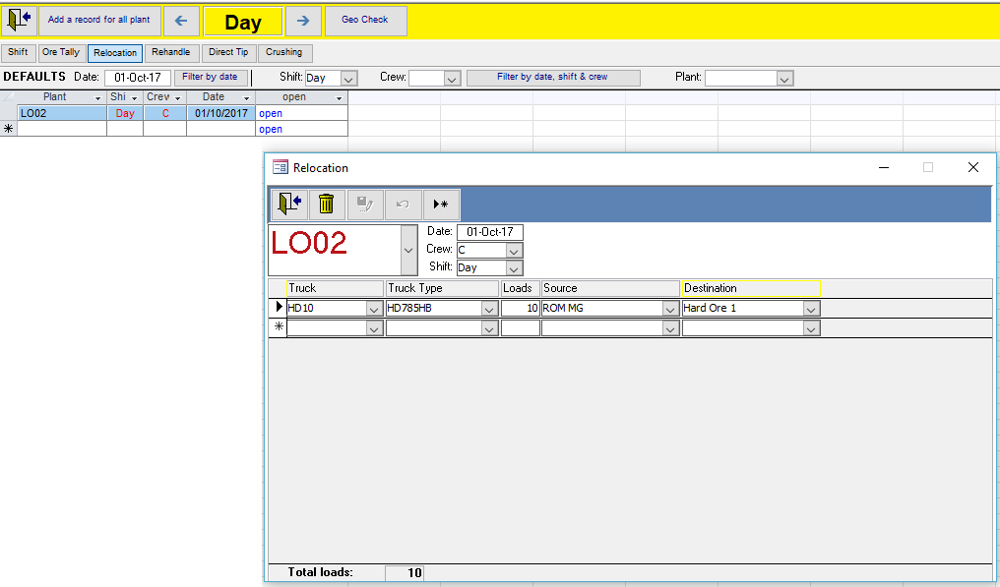 Add a record for all plant Day Geo Check
Shift Ore Tally Relocation Rehandle Direct Tip Crushing
DEFAULTS Date: 01-Oct-17 Filter by date Shift: Day Crew: Filter by date, shift & crew Plant:
Plant Shi Crew Date open
LO02 Day C 01/10/2017 open
open
Relocation
LO02
Date: 01-Oct-17
Crew: C
Shift: Day
Truck Truck Type Loads Source Destination
HD10 HD785HB 10 ROM MG Hard Ore 1
Total loads: 10